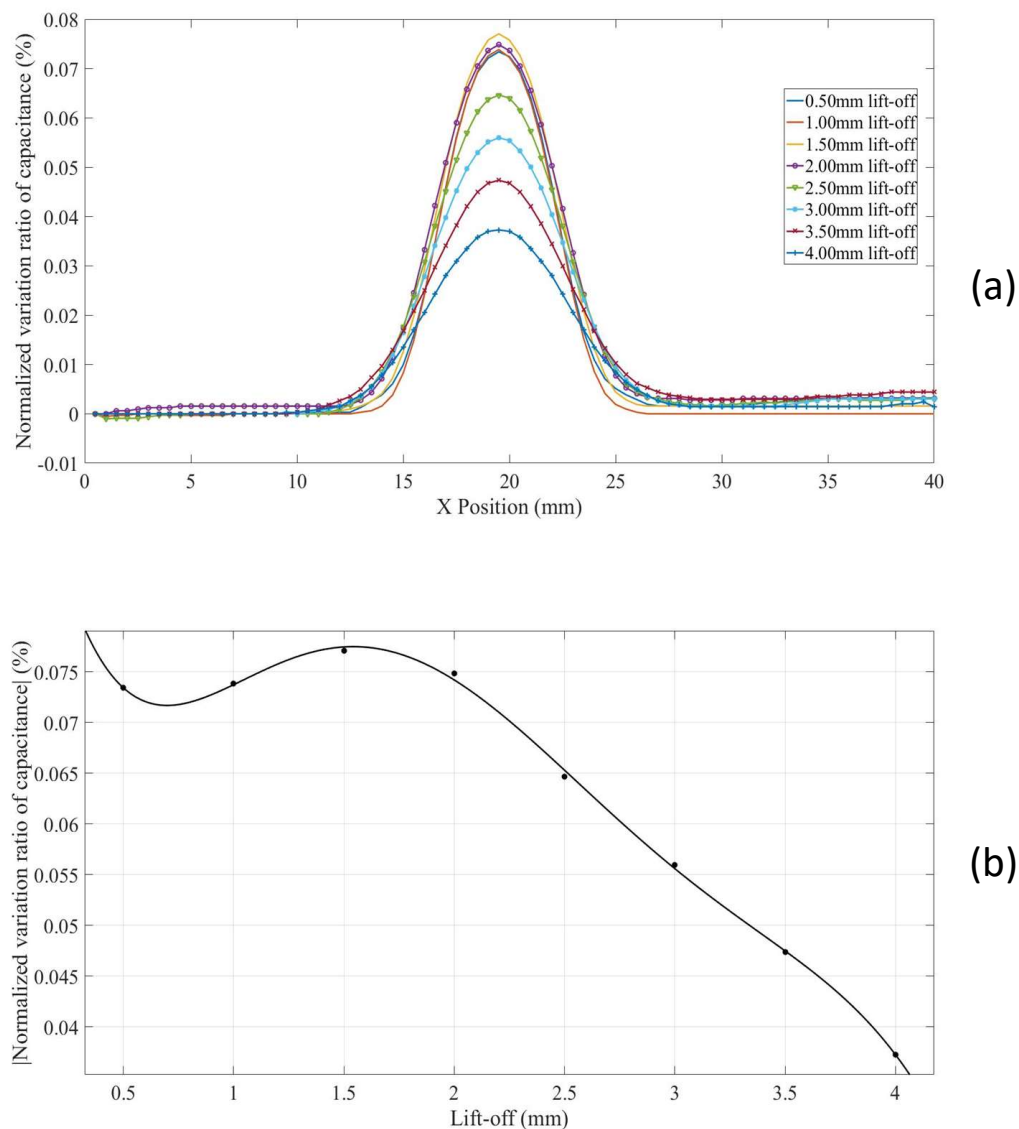 0.08
0.07
0.06
0.05
0.04
0.03
0.02
0.01
0
-0.01
Normalized variation ratio of capacitance (%)
0 5 10 15 20 25 30 35 40
X Position (mm)
0.50mm lift-off
1.00mm lift-off
1.50mm lift-off
2.00mm lift-off
2.50mm lift-off
3.00mm lift-off
3.50mm lift-off
4.00mm lift-off
(a)
|Normalized variation ratio of capacitance| (%)
0.075
0.07
0.065
0.06
0.055
0.05
0.045
0.04
0.5 1 1.5 2 2.5 3 3.5 4
Lift-off (mm)
(b)